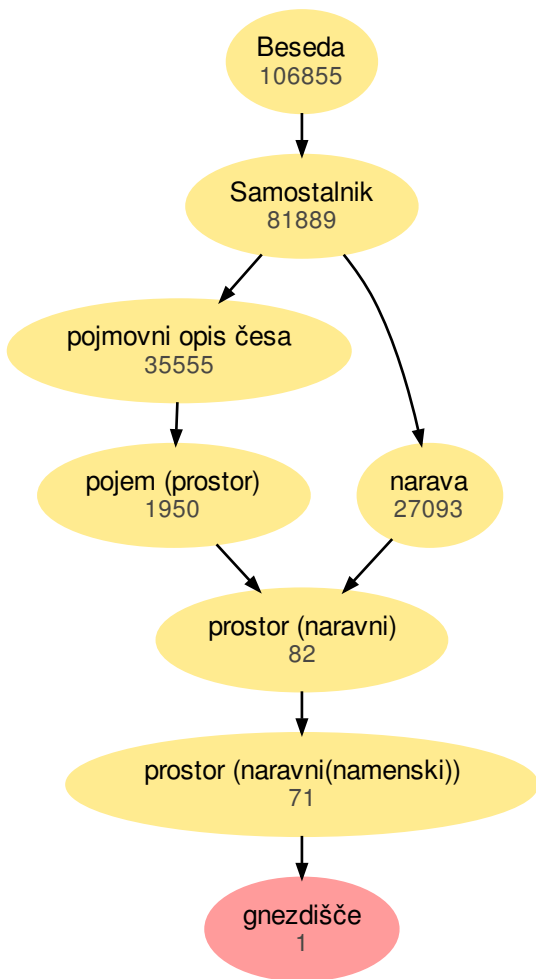 Beseda
106855
Samostalnik
81889
pojmovni opis česa
35555
pojem (prostor)
1950
narava
27093
prostor (naravni)
82
prostor (naravni(namenski))
71
gnezdišče
1